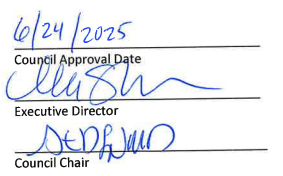 6/24/2025
Council Approval Date
Executive Director
Council Chair